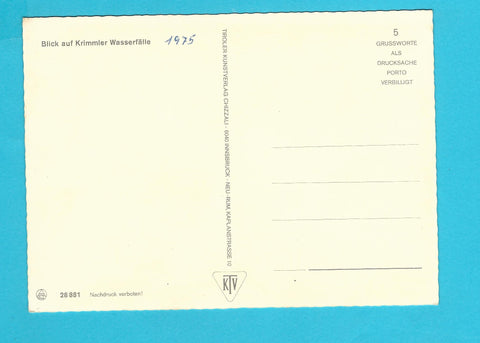 Blick auf Krimmler Wasserfälle 1975
5
GRUSSWORTE
ALS
DRUCKSACHE
PORTO
VERBILLIGT
TIROLER KUNSTVERLAG CHIZZALI · 6040 INNSBRUCK - NEU-RUM, KAPLANSTRASSE 10
KTV
28 881 Nachdruck verboten!